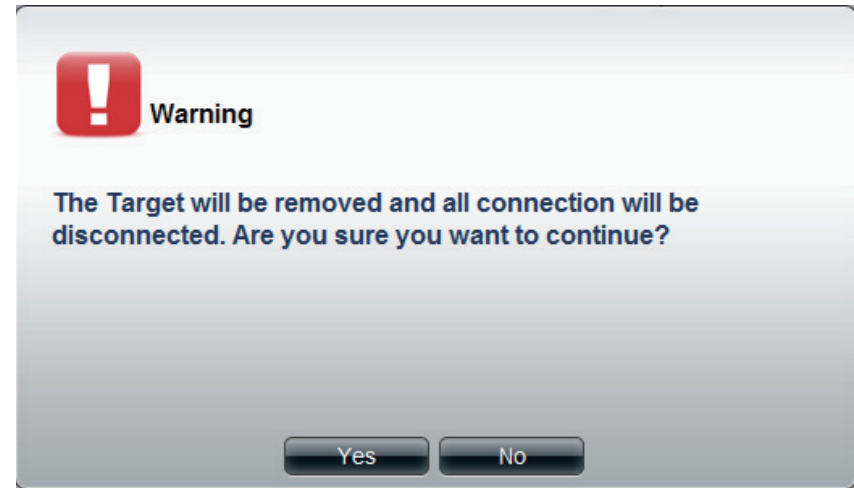 Warning
The Target will be removed and all connection will be
disconnected. Are you sure you want to continue?
Yes No